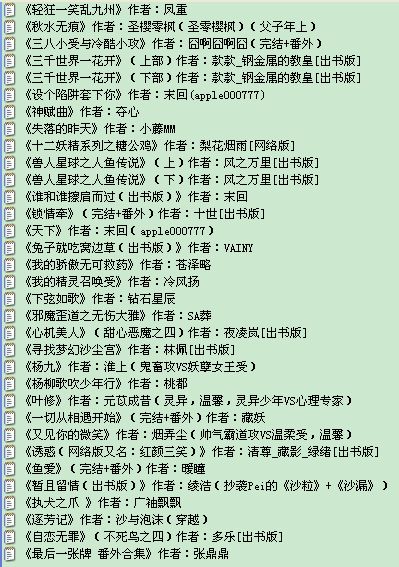 《轻狂一笑乱九州》作者：凤重
《秋水无痕》作者：圣樱零枫（圣零樱枫）（父子年上）
《三八小受与冷酷小攻》作者：囧啊囧啊囧(完结+番外)
《三千世界一花开》（上部）作者：款款_钢金属的教皇[出书版]
《三千世界一花开》（下部）作者：款款_钢金属的教皇[出书版]
《设个陷阱套下你》作者：末回(apple000777)
《神赋曲》作者：夺心
《失落的昨天》作者：小藤MM
《十二妖精系列之糖公鸡》作者：梨花烟雨[网络版]
《兽人星球之人鱼传说》（上）作者：风之万里[出书版]
《兽人星球之人鱼传说》（下）作者：风之万里[出书版]
《谁和谁擦肩而过（出书版）》作者：末回
《锁情牵》（完结+番外）作者：十世[出书版]
《天下》作者：末回(apple000777)
《兔子就吃窝边草（出书版）》作者：VAINY
《我的骄傲无可救药》作者：苍泽略
《我的精灵召唤受》作者：冷风扬
《下弦如歌》作者：钻石星辰
《邪魔歪道之无伤大雅》作者：SA葬
《心机美人》（甜心恶魔之四）作者：夜凌岚[出书版]
《寻找梦幻沙尘宫》作者：林佩[出书版]
《杨九》作者：淮上（鬼畜攻VS妖孽女王受）
《杨柳歌吹少年行》作者：桃都
《叶修》作者：元苡成昔（灵异，温馨，灵异少年VS心理专家）
《一切从相遇开始》（完结+番外）作者：藏妖
《又见你的微笑》作者：烟弄尘（帅气霸道攻VS温柔受，温馨）
《诱惑（网络版又名：红颜三笑）》作者：清尊_藏影_绿绪[出书版]
《鱼爱》（完结+番外）作者：暖瞳
《暂且留情（出书版）》作者：绫洁（抄袭Pei的《沙粒》+《沙漏》）
《执犬之爪 》作者：广袖飘飘
《逐芳记》作者：沙与泡沫（穿越）
《自恋无罪》（不死鸟之四）作者：多乐[出书版]
《最后一张牌 番外合集》作者：张鼎鼎